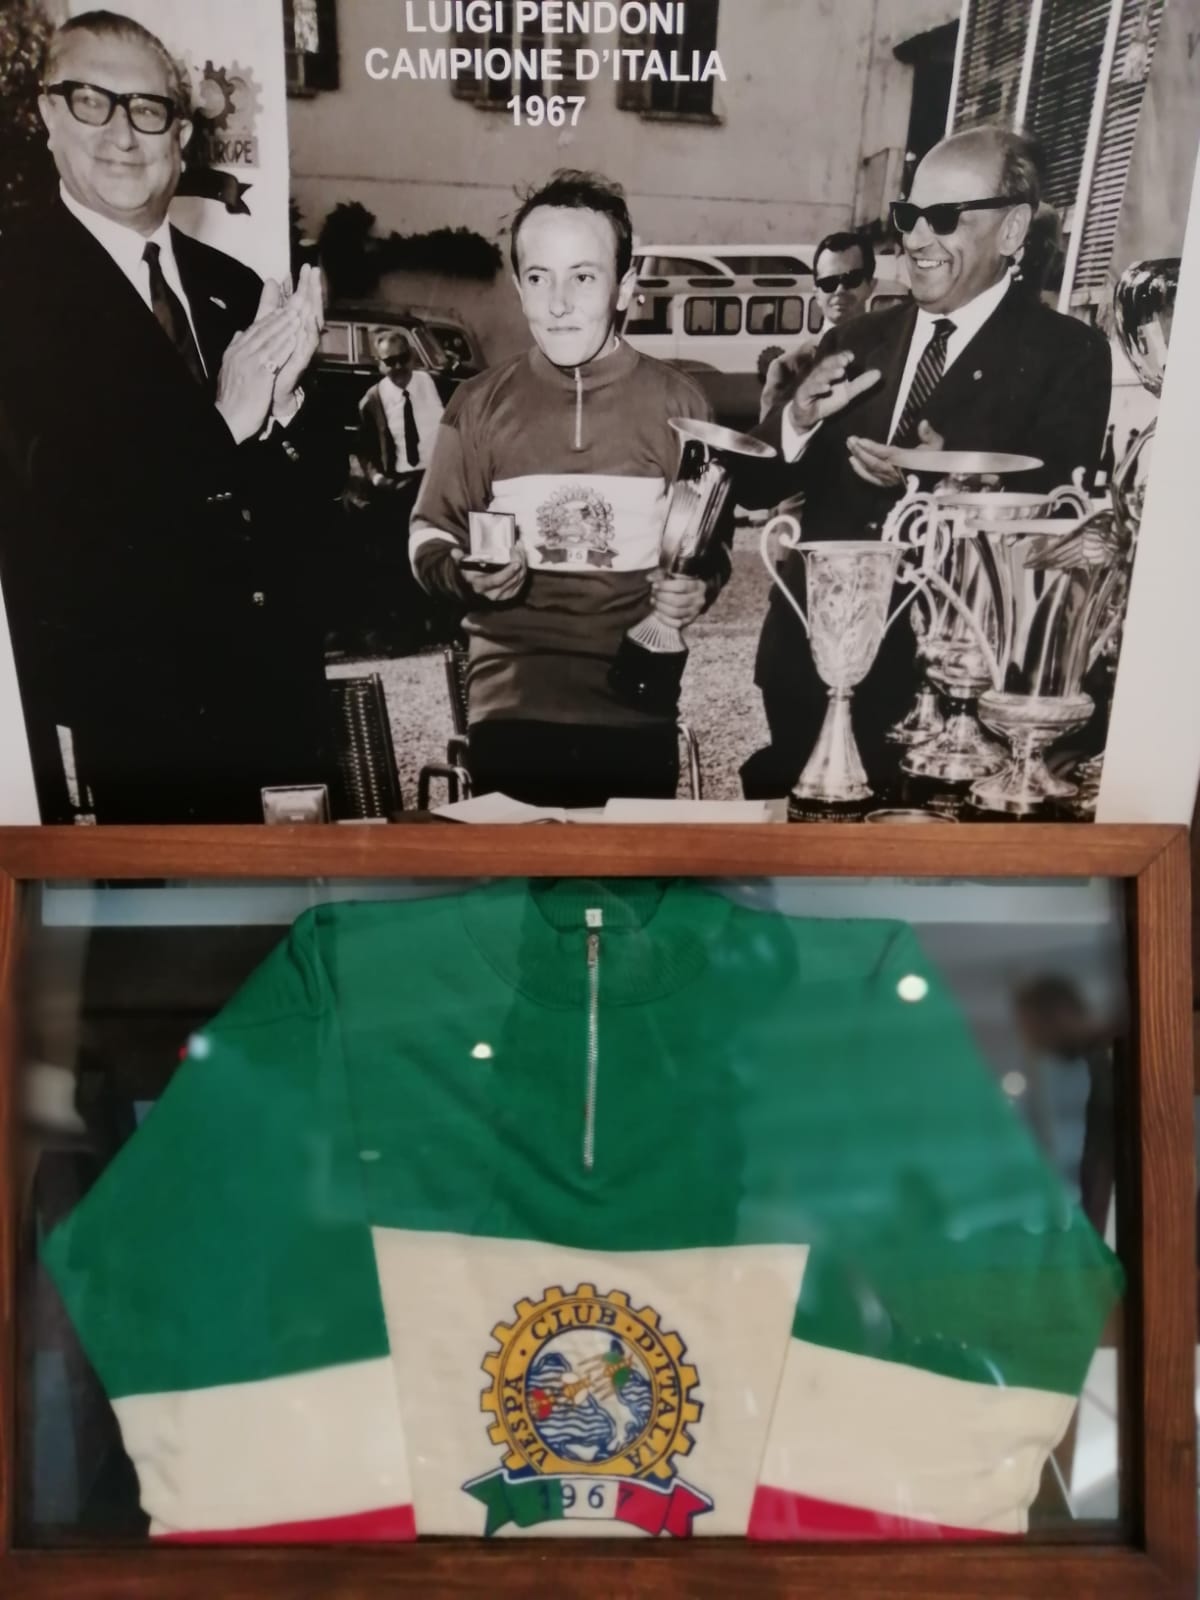 LUIGI PENDONI
CAMPIONE D'ITALIA
1967
VESPA · CLUB · D'ITALIA
1967